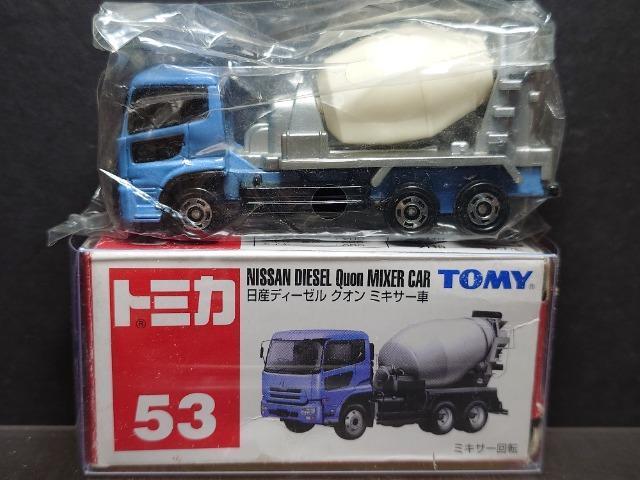 トミカ
53
NISSAN DIESEL Quon MIXER CAR
日産ディーゼル クオン ミキサー車
TOMY
ミキサー回転